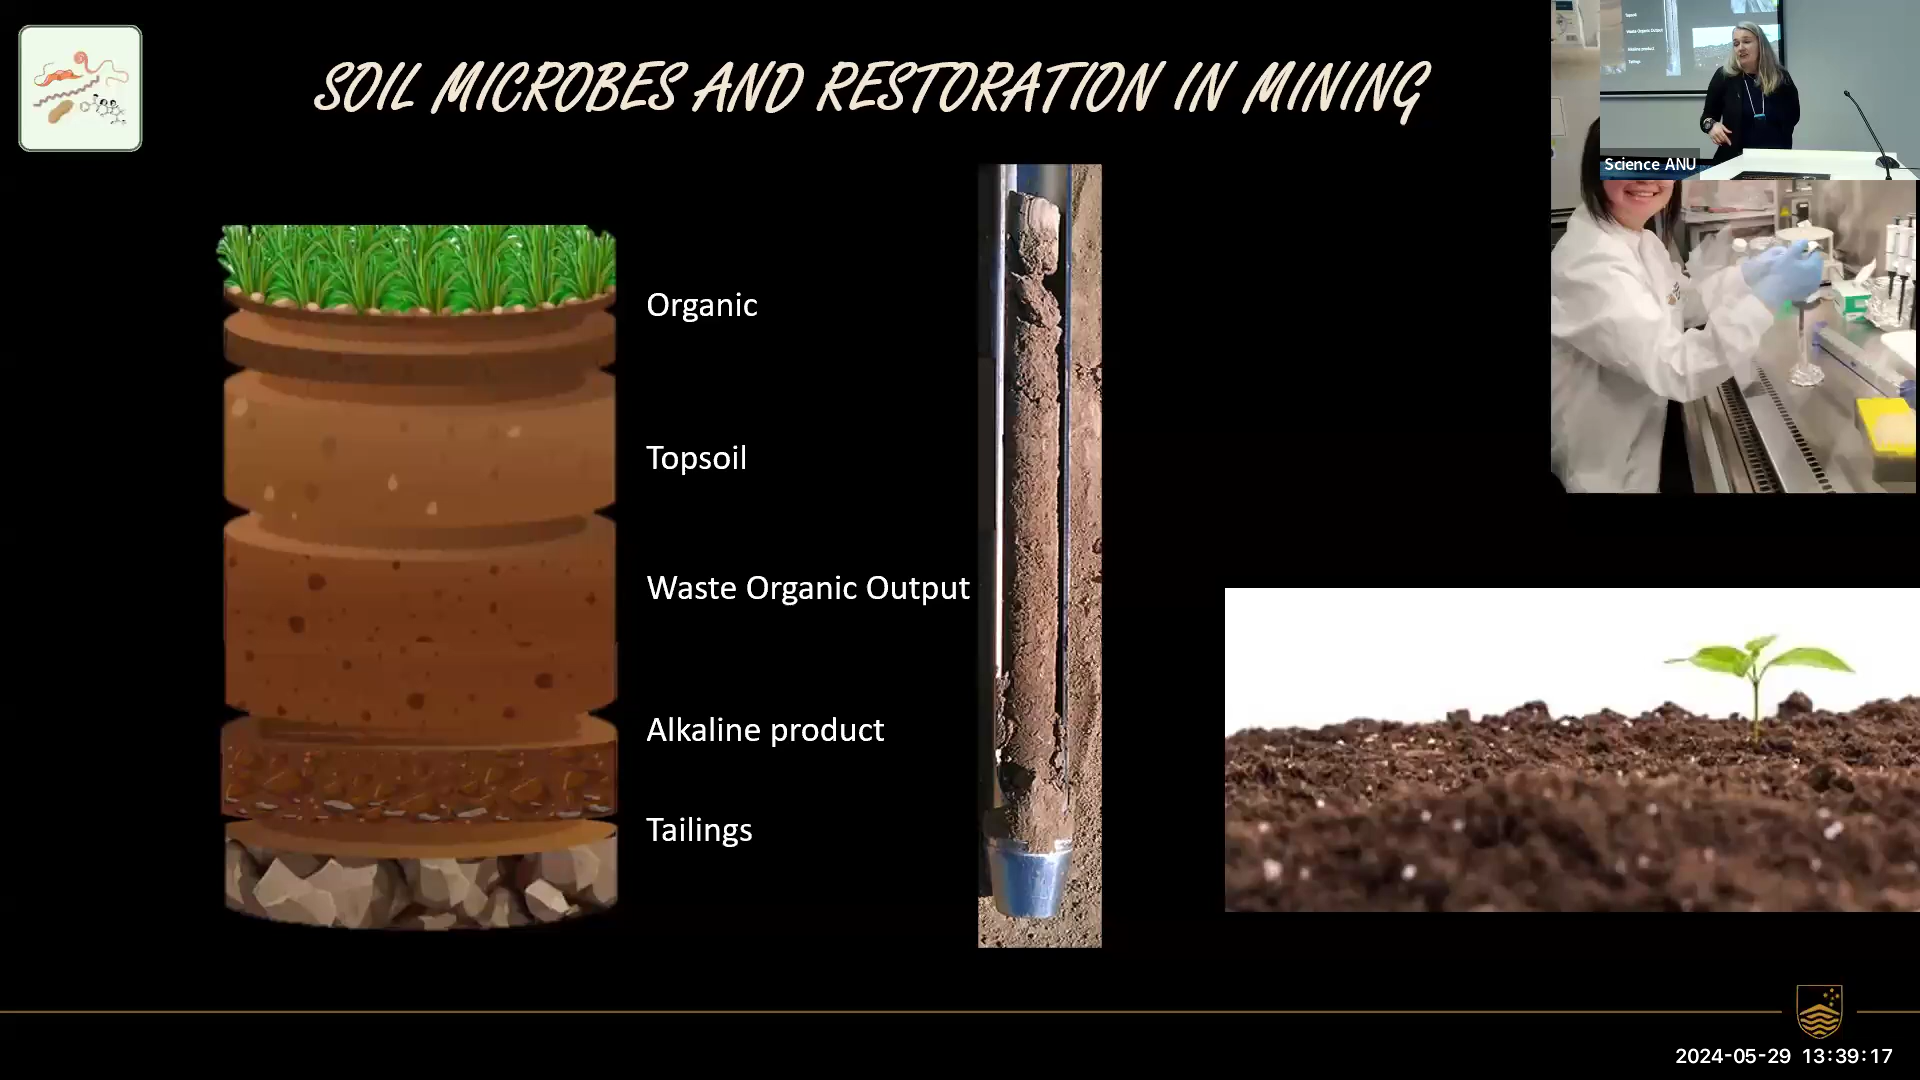 SOIL MICROBES AND RESTORATION IN MINING
Science ANU
Organic
Topsoil
Waste Organic Output
Alkaline product
Tailings
2024-05-29 13:39:17